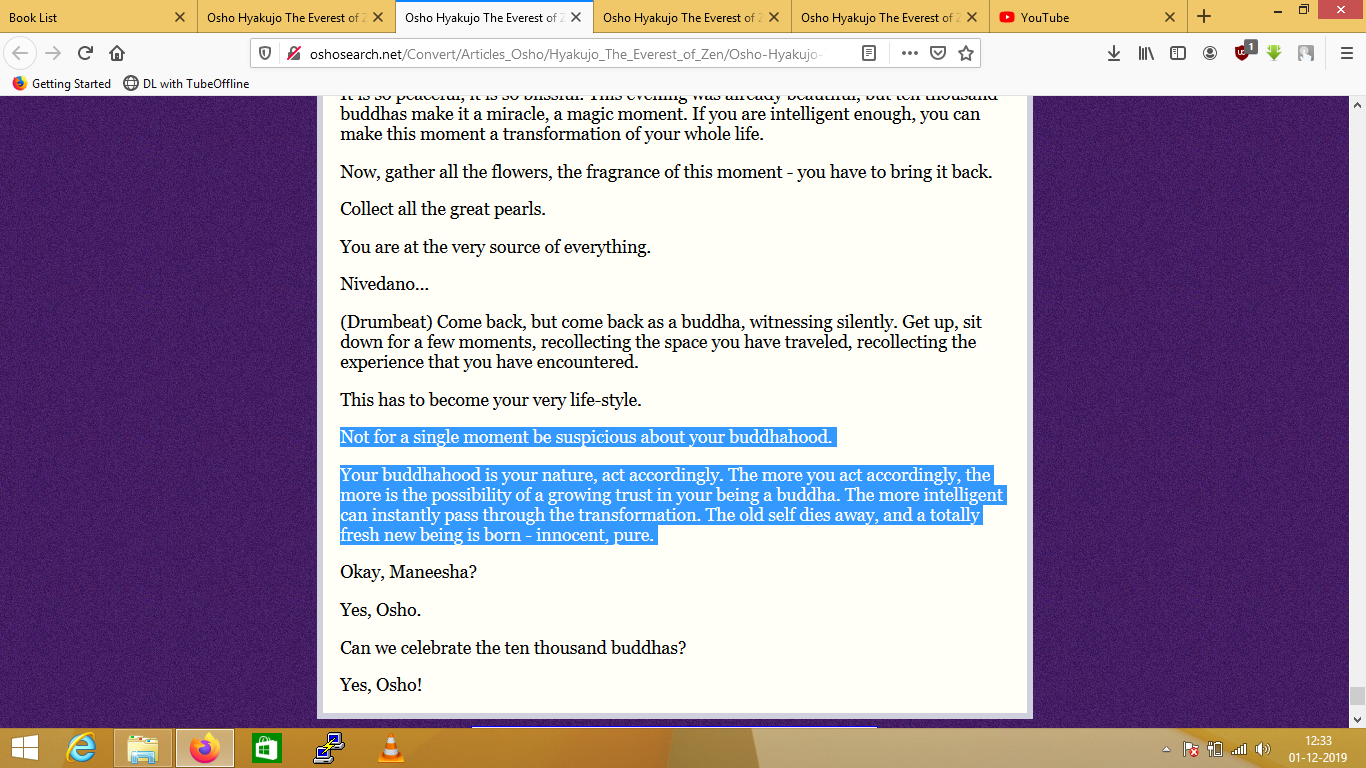 Book List
Osho Hyakujo The Everest of Z
Osho Hyakujo The Everest of Z
Osho Hyakujo The Everest of Z
Osho Hyakujo The Everest of Z
YouTube
oshosearch.net/Convert/Articles_Osho/Hyakujo_The_Everest_of_Zen/Osho-Hyakujo-
1
Getting Started
DL with TubeOffline
It is so peaceful, it is so blissful. This evening was already beautiful, but ten thousand
buddhas make it a miracle, a magic moment. If you are intelligent enough, you can
make this moment a transformation of your whole life.
Now, gather all the flowers, the fragrance of this moment - you have to bring it back.
Collect all the great pearls.
You are at the very source of everything.
Nivedano...
(Drumbeat) Come back, but come back as a buddha, witnessing silently. Get up, sit
down for a few moments, recollecting the space you have traveled, recollecting the
experience that you have encountered.
This has to become your very life-style.
Not for a single moment be suspicious about your buddhahood.
Your buddhahood is your nature, act accordingly. The more you act accordingly, the
more is the possibility of a growing trust in your being a buddha. The more intelligent
can instantly pass through the transformation. The old self dies away, and a totally
fresh new being is born - innocent, pure.
Okay, Maneesha?
Yes, Osho.
Can we celebrate the ten thousand buddhas?
Yes, Osho!
12:33
01-12-2019